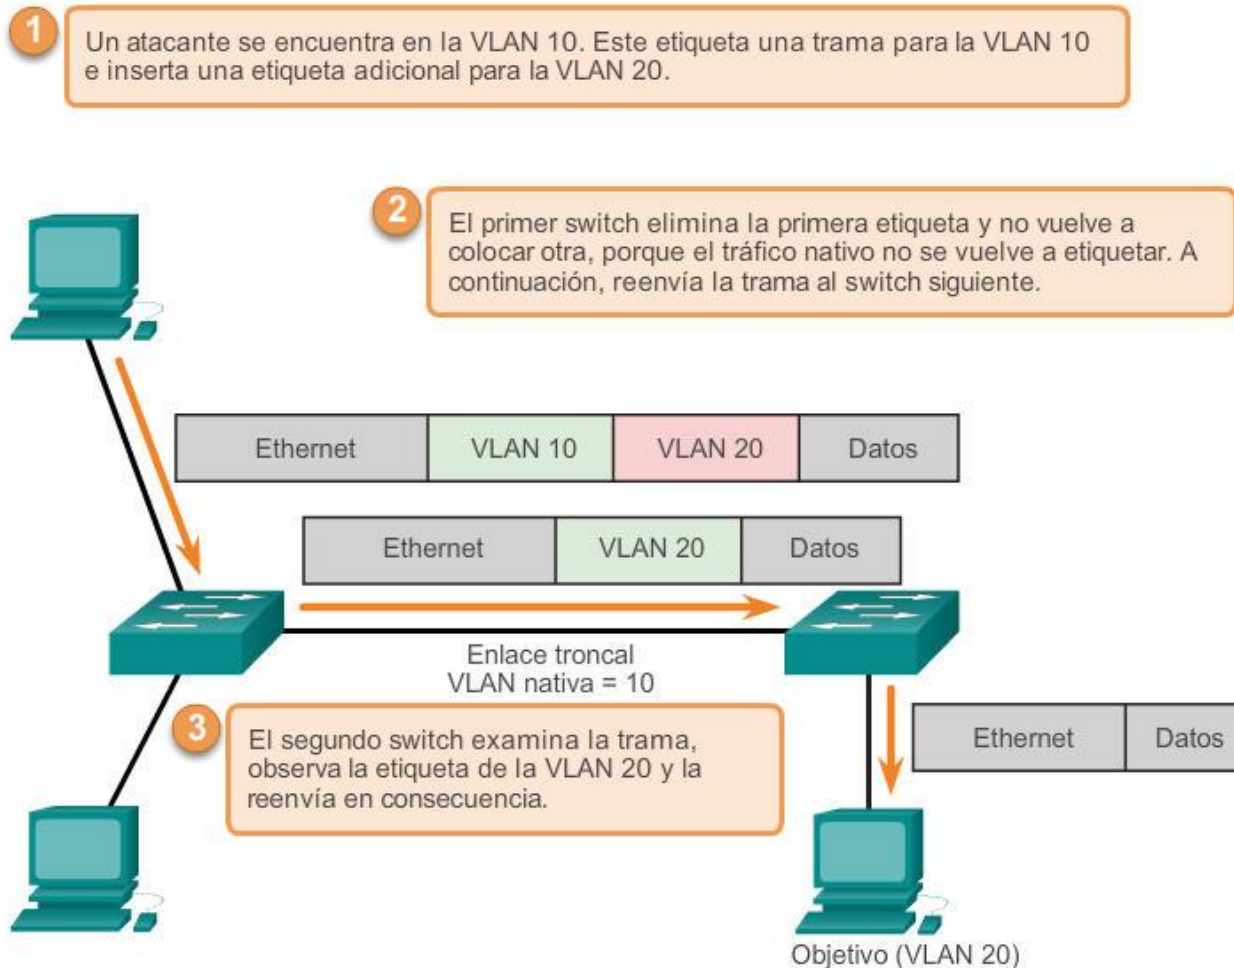 1
Un atacante se encuentra en la VLAN 10. Este etiqueta una trama para la VLAN 10
e inserta una etiqueta adicional para la VLAN 20.
2
El primer switch elimina la primera etiqueta y no vuelve a
colocar otra, porque el tráfico nativo no se vuelve a etiquetar. A
continuación, reenvía la trama al switch siguiente.
Ethernet VLAN 10 VLAN 20 Datos
Ethernet VLAN 20 Datos
Enlace troncal
VLAN nativa = 10
3
El segundo switch examina la trama,
observa la etiqueta de la VLAN 20 y la
reenvía en consecuencia.
Ethernet Datos
Objetivo (VLAN 20)